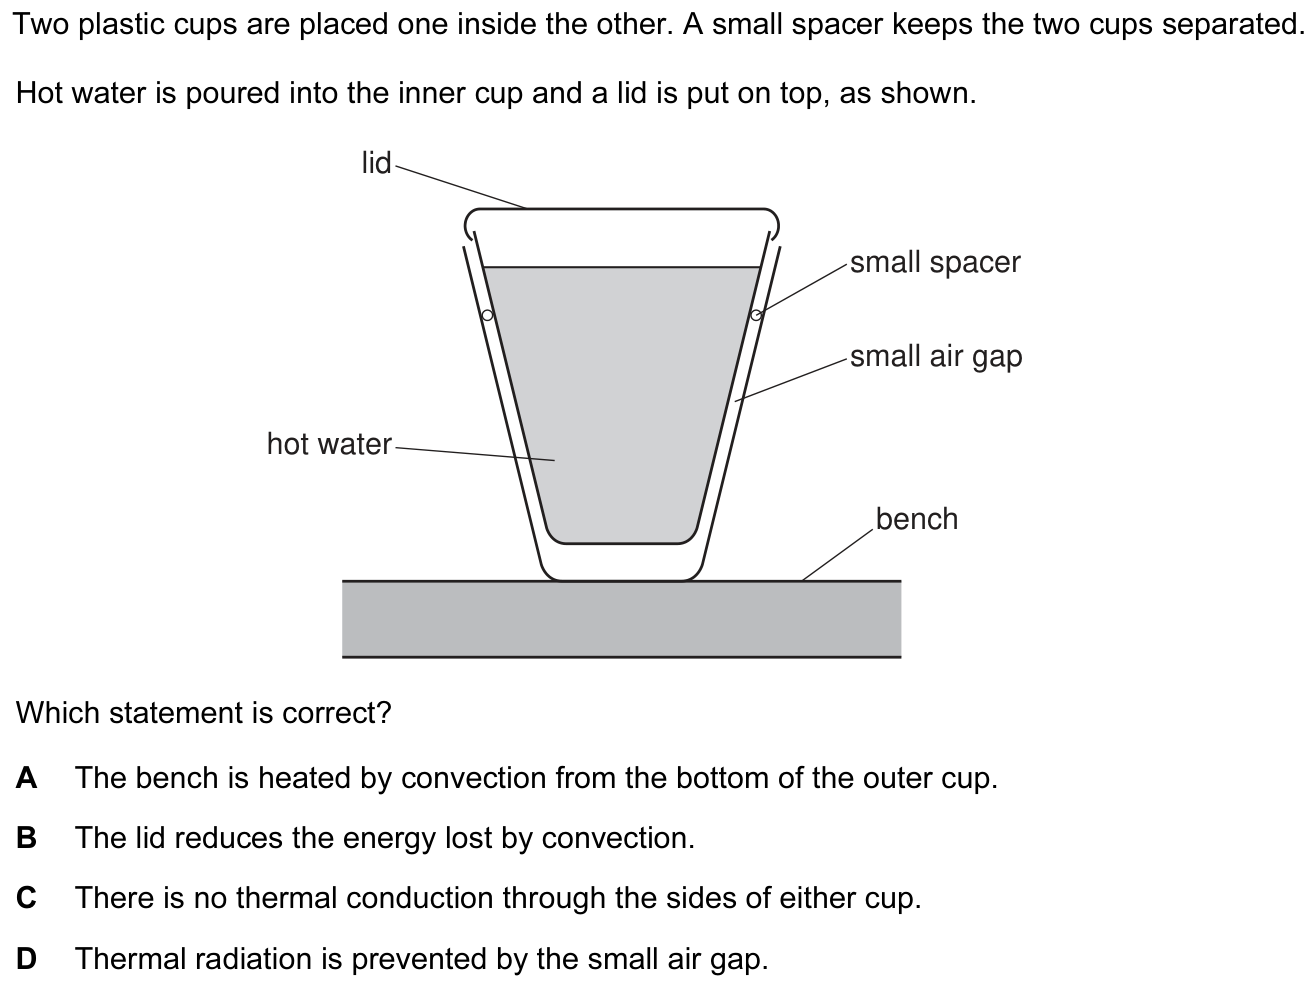 Two plastic cups are placed one inside the other. A small spacer keeps the two cups separated.
Hot water is poured into the inner cup and a lid is put on top, as shown.
lid
small spacer
small air gap
hot water
bench
Which statement is correct?
A The bench is heated by convection from the bottom of the outer cup.
B The lid reduces the energy lost by convection.
C There is no thermal conduction through the sides of either cup.
D Thermal radiation is prevented by the small air gap.